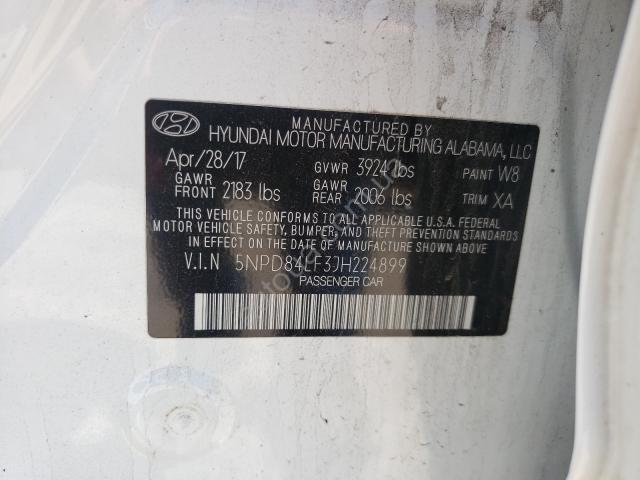 MANUFACTURED BY
HYUNDAI MOTOR MANUFACTURING ALABAMA, LLC
Apr/28/17 GVWR 3924 lbs PAINT W8
GAWR FRONT 2183 lbs GAWR REAR 2006 lbs TRIM XA
THIS VEHICLE CONFORMS TO ALL APPLICABLE U.S.A. FEDERAL
MOTOR VEHICLE SAFETY, BUMPER, AND THEFT PREVENTION
STANDARDS IN EFFECT ON THE DATE OF MANUFACTURE SHOWN ABOVE.
V.I.N 5NPD84LF3JH224899
PASSENGER CAR